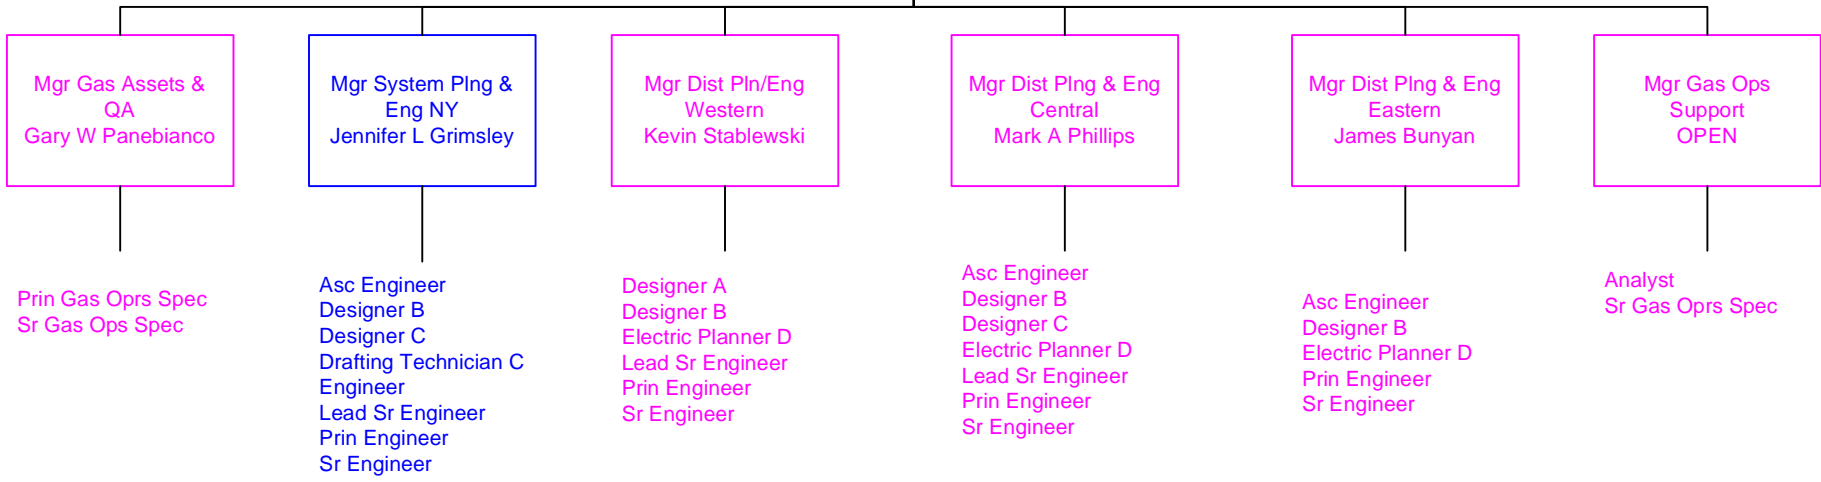 Mgr Gas Assets &
QA
Gary W Panebianco
Mgr System Plng &
Eng NY
Jennifer L Grimsley
Mgr Dist Pln/Eng
Western
Kevin Stablewski
Mgr Dist Plng & Eng
Central
Mark A Phillips
Mgr Dist Plng & Eng
Eastern
James Bunyan
Mgr Gas Ops
Support
OPEN
Prin Gas Oprs Spec
Sr Gas Ops Spec
Asc Engineer
Designer B
Designer C
Drafting Technician C
Engineer
Lead Sr Engineer
Prin Engineer
Sr Engineer
Designer A
Designer B
Electric Planner D
Lead Sr Engineer
Prin Engineer
Sr Engineer
Asc Engineer
Designer B
Designer C
Electric Planner D
Lead Sr Engineer
Prin Engineer
Sr Engineer
Asc Engineer
Designer B
Electric Planner D
Prin Engineer
Sr Engineer
Analyst
Sr Gas Oprs Spec